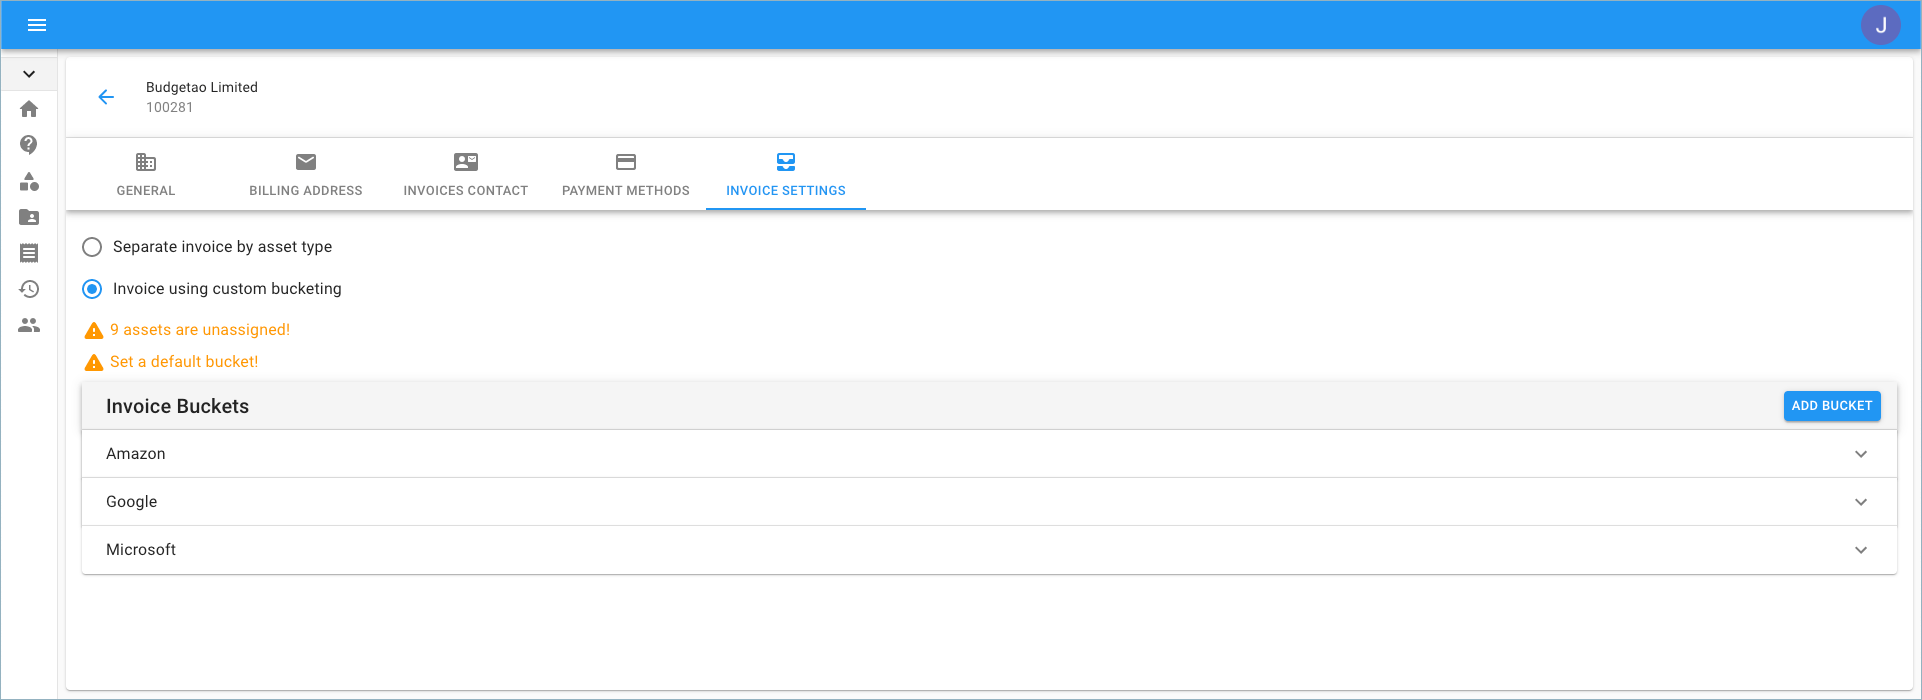 J
Budgetao Limited
100281
GENERAL
BILLING ADDRESS
INVOICES CONTACT
PAYMENT METHODS
INVOICE SETTINGS
Separate invoice by asset type
Invoice using custom bucketing
9 assets are unassigned!
Set a default bucket!
Invoice Buckets
ADD BUCKET
Amazon
Google
Microsoft